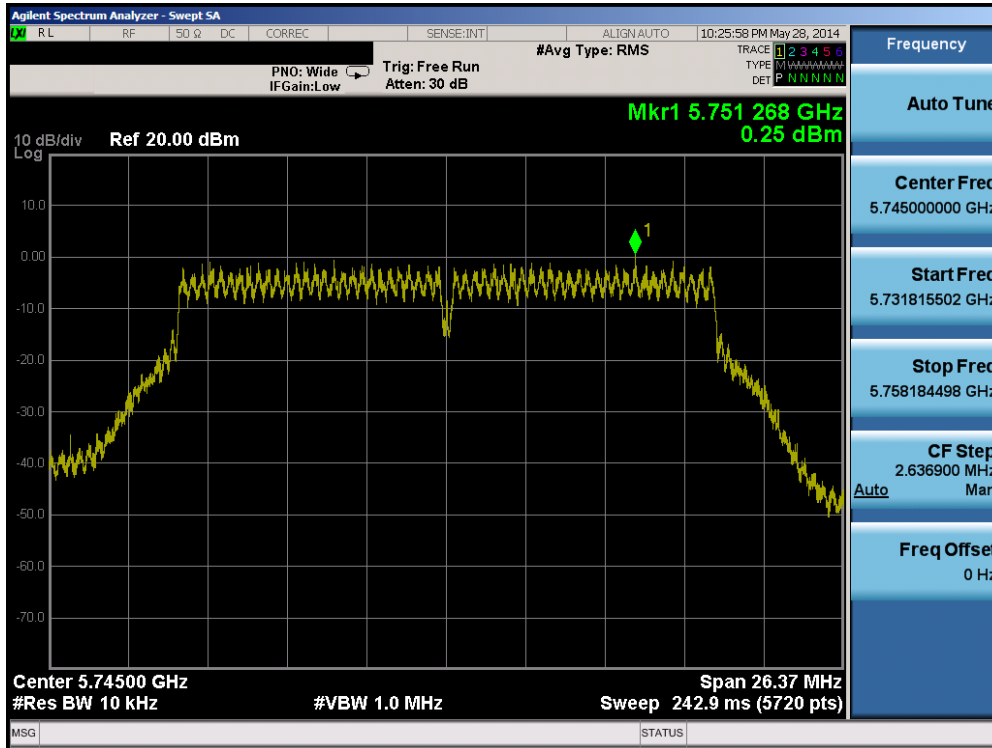 Agilent Spectrum Analyzer - Swept SA
LXI RL RF 50 Ω DC CORREC SENSE:INT ALIGN AUTO 10:25:58 PM May 28, 2014
#Avg Type: RMS
TRACE 1 2 3 4 5 6
TYPE M
DET P N N N N N
PNO: Wide Trig: Free Run
IFGain:Low Atten: 30 dB
Mkr1 5.751 268 GHz
0.25 dBm
10 dB/div Ref 20.00 dBm
Log
10.0
0.00
-10.0
-20.0
-30.0
-40.0
-50.0
-60.0
-70.0
1
Center 5.74500 GHz Span 26.37 MHz
#Res BW 10 kHz #VBW 1.0 MHz Sweep 242.9 ms (5720 pts)
MSG STATUS
Frequency
Auto Tune
Center Freq
5.745000000 GHz
Start Freq
5.731815502 GHz
Stop Freq
5.758184498 GHz
CF Step
2.636900 MHz
Auto Man
Freq Offset
0 Hz